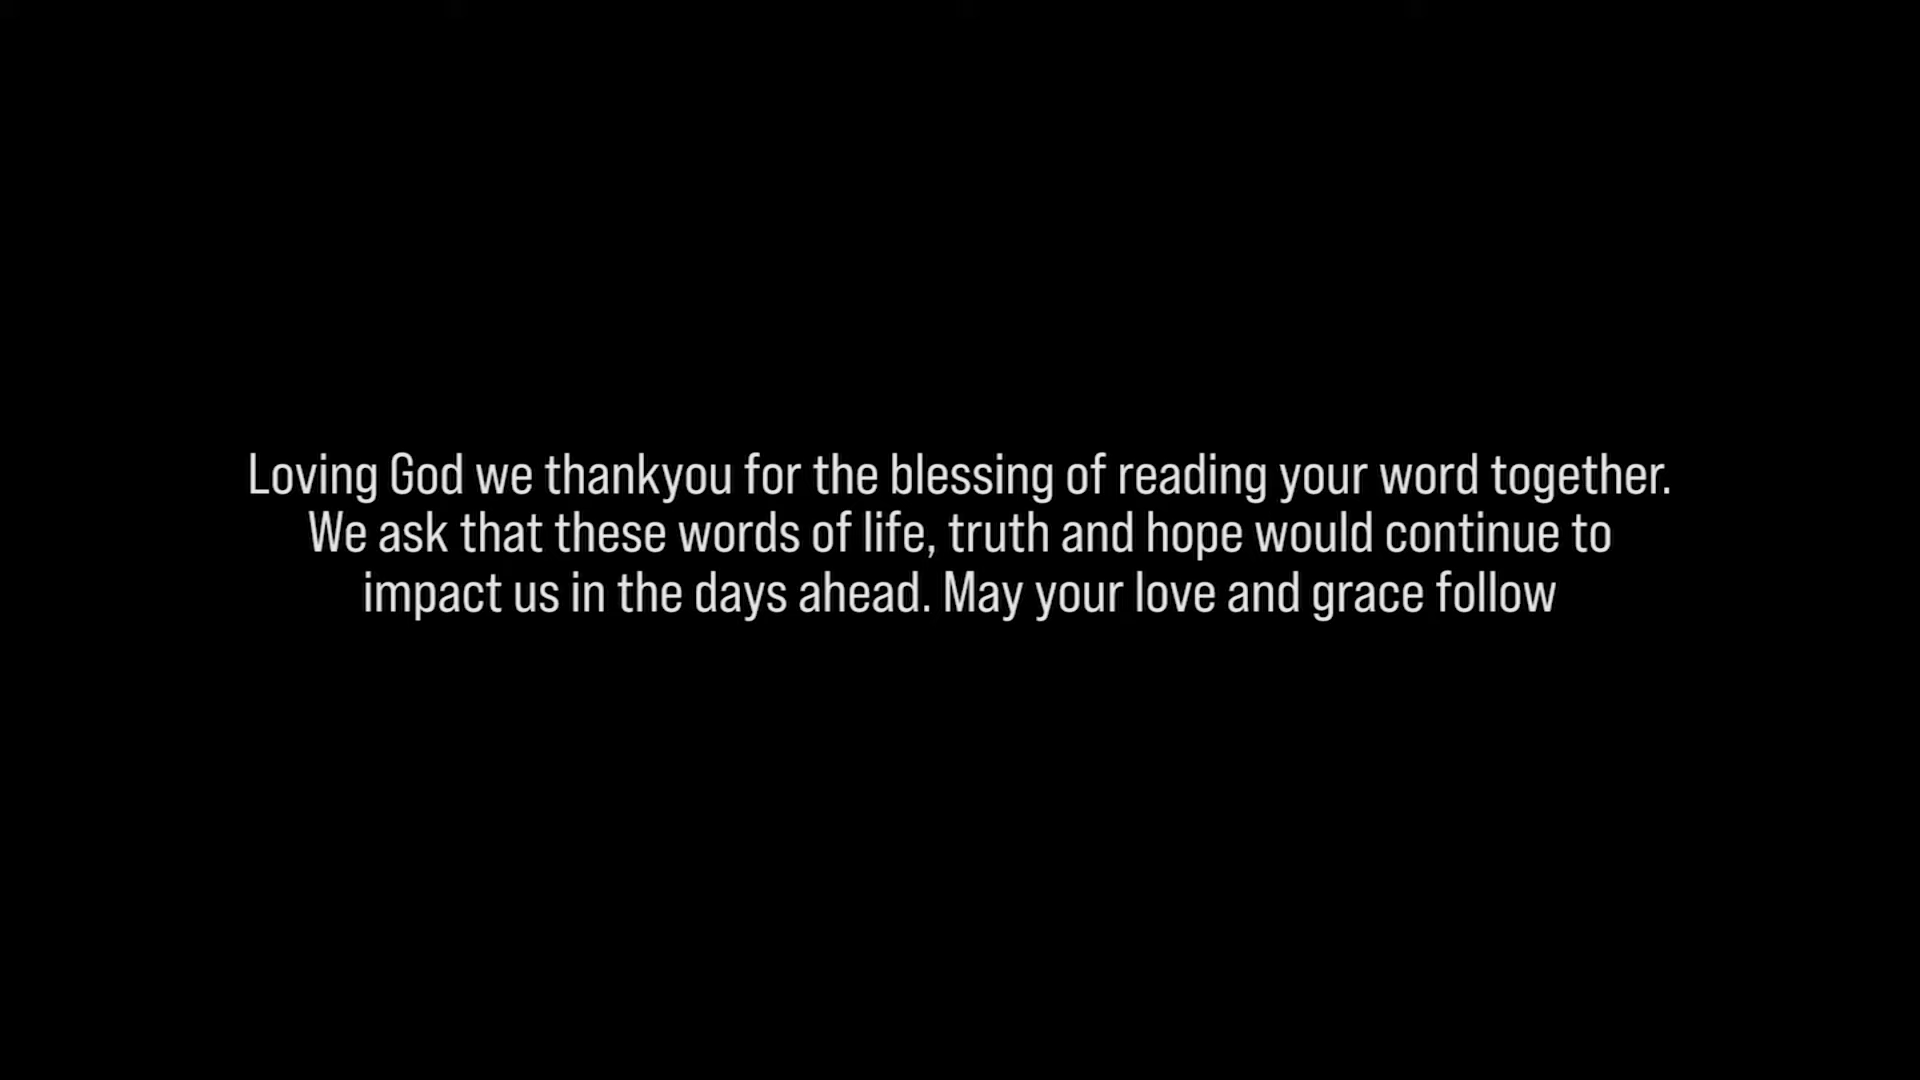 Loving God we thankyou for the blessing of reading your word together.
We ask that these words of life, truth and hope would continue to
impact us in the days ahead. May your love and grace follow